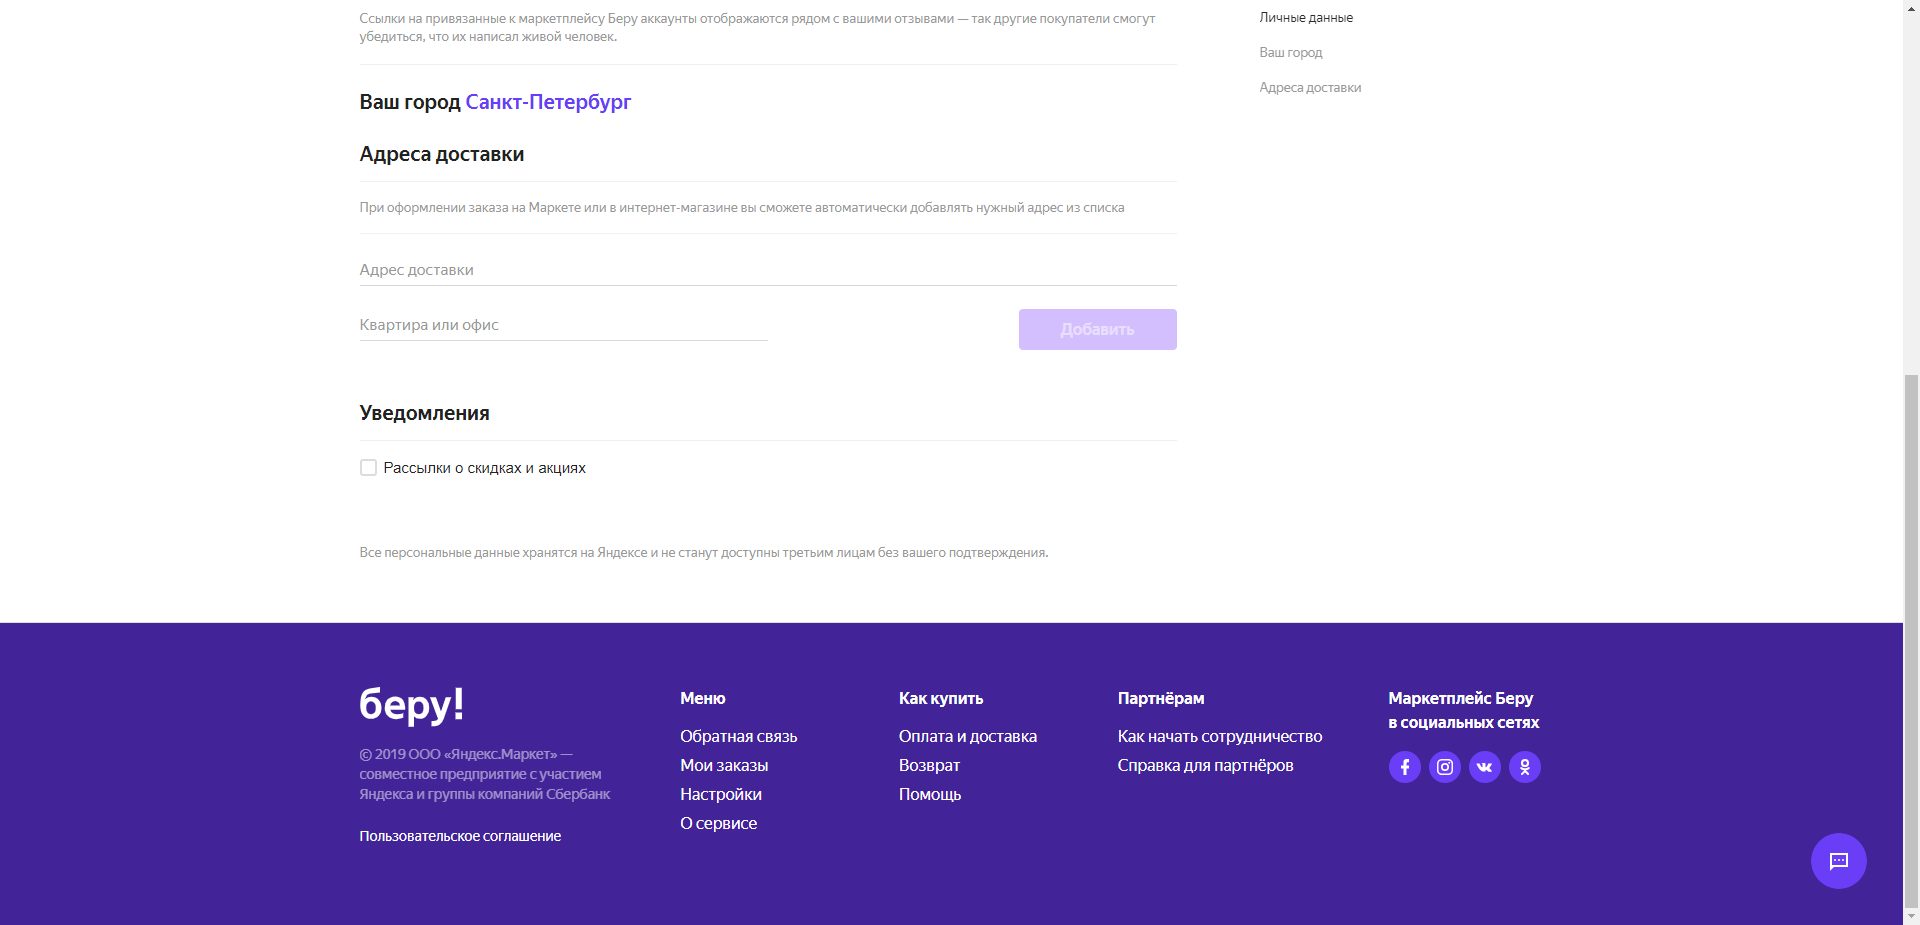 Ссылки на привязанные к маркетплейсу Беру аккаунты отображаются рядом с вашими отзывами — так другие покупатели смогут
убедиться, что их написал живой человек.
Личные данные
Ваш город
Адреса доставки
Ваш город Санкт-Петербург
Адреса доставки
При оформлении заказа на Маркете или в интернет-магазине вы сможете автоматически добавлять нужный адрес из списка
Адрес доставки
Квартира или офис
Добавить
Уведомления
Рассылки о скидках и акциях
Все персональные данные хранятся на Яндексе и не станут доступны третьим лицам без вашего подтверждения.
беру!
© 2019 ООО «Яндекс.Маркет» —
совместное предприятие с участием
Яндекса и группы компаний Сбербанк
Пользовательское соглашение
Меню
Обратная связь
Мои заказы
Настройки
О сервисе
Как купить
Оплата и доставка
Возврат
Помощь
Партнёрам
Как начать сотрудничество
Справка для партнёров
Маркетплейс Беру
в социальных сетях